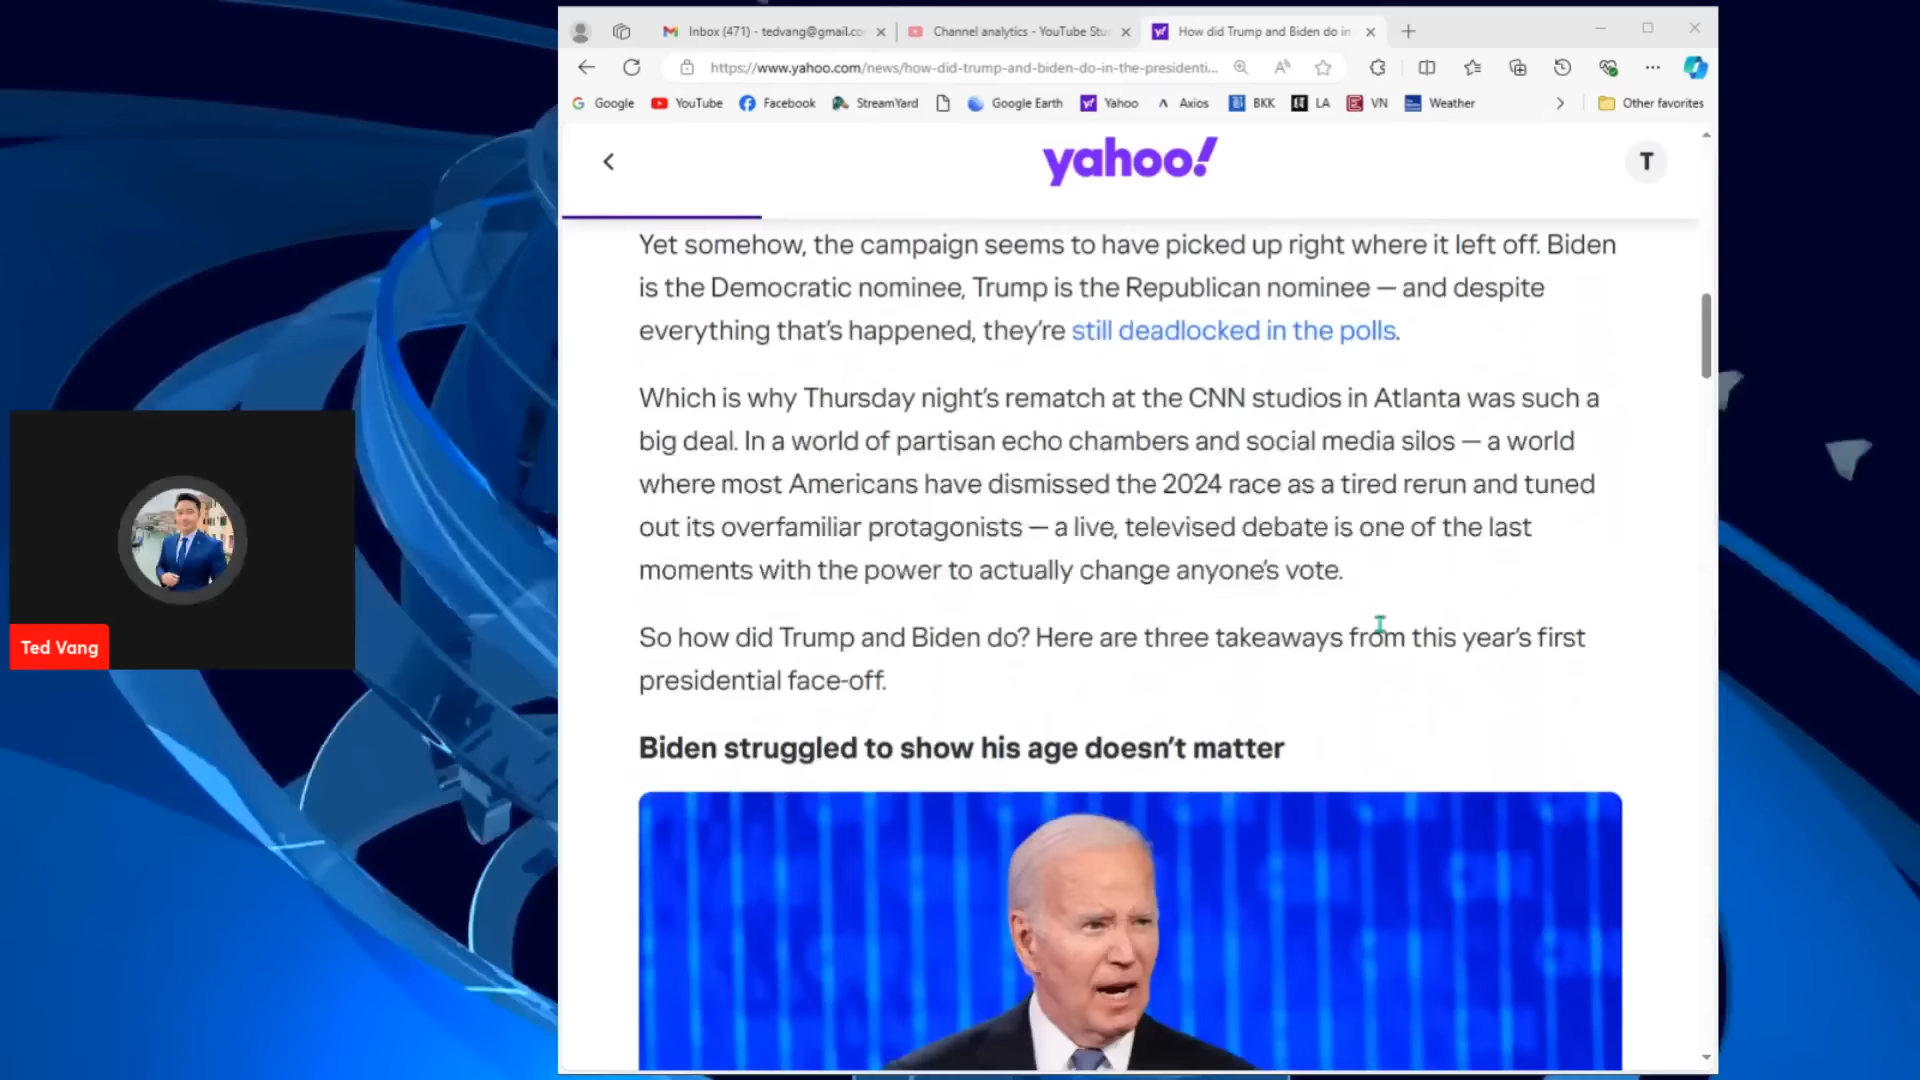 Inbox (471) - tedvang@gmail.co
Channel analytics - YouTube Stu
How did Trump and Biden do in
https://www.yahoo.com/news/how-did-trump-and-biden-do-in-the-presidenti...
Google
YouTube
Facebook
StreamYard
Google Earth
Yahoo
Axios
BKK
LA
VN
Weather
Other favorites
yahoo!
T
Yet somehow, the campaign seems to have picked up right where it left off. Biden
is the Democratic nominee, Trump is the Republican nominee — and despite
everything that's happened, they're still deadlocked in the polls.
Which is why Thursday night's rematch at the CNN studios in Atlanta was such a
big deal. In a world of partisan echo chambers and social media silos — a world
where most Americans have dismissed the 2024 race as a tired rerun and tuned
out its overfamiliar protagonists — a live, televised debate is one of the last
moments with the power to actually change anyone's vote.
So how did Trump and Biden do? Here are three takeaways from this year's first
presidential face-off.
Biden struggled to show his age doesn't matter
Ted Vang